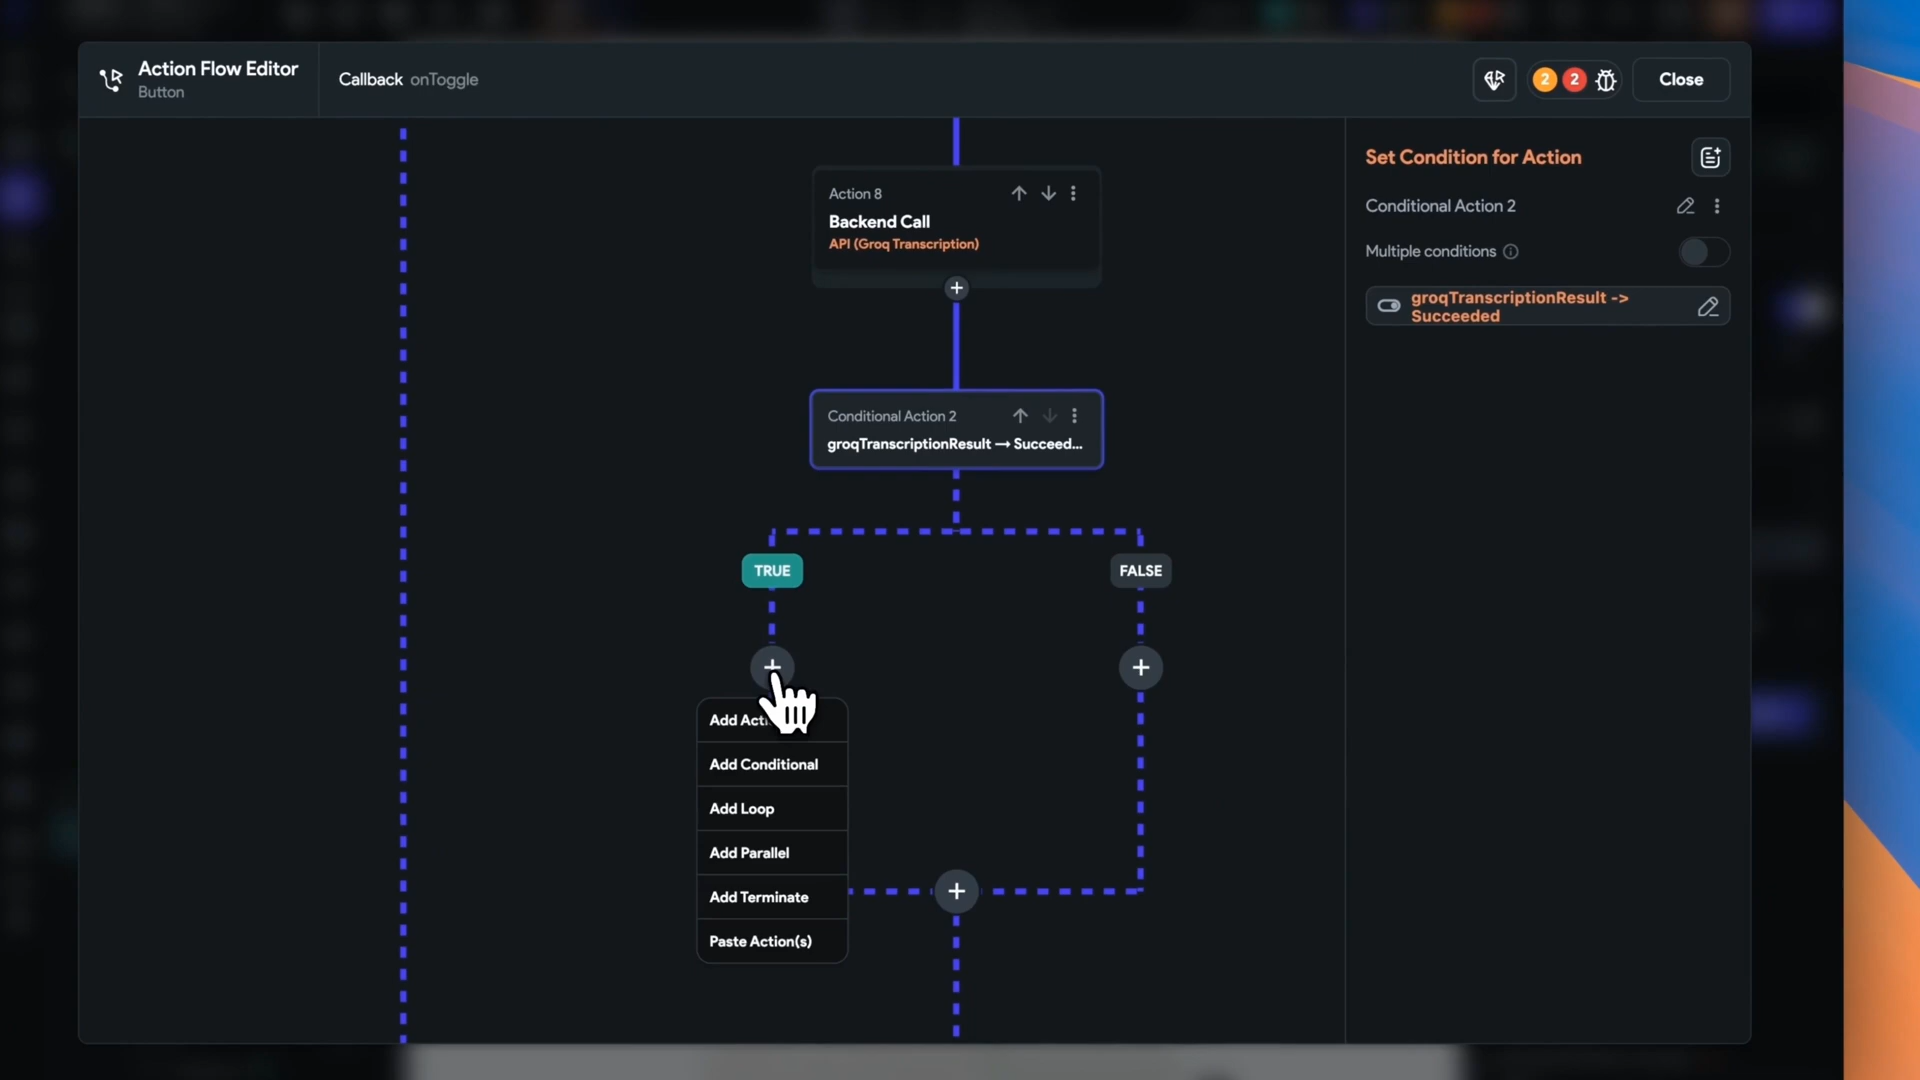 Action Flow Editor
Button
Callback onToggle
2
2
Close
Action 8
Backend Call
API (Groq Transcription)
Conditional Action 2
groqTranscriptionResult → Succeed...
TRUE
FALSE
Add Acti
Add Conditional
Add Loop
Add Parallel
Add Terminate
Paste Action(s)
Set Condition for Action
Conditional Action 2
Multiple conditions
groqTranscriptionResult ->
Succeeded